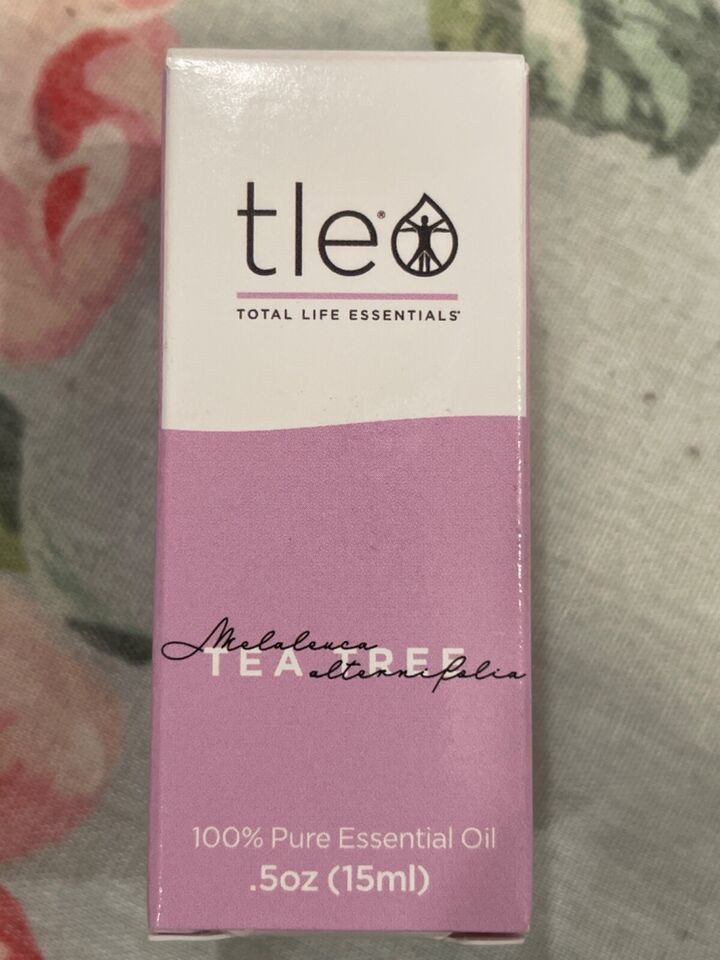 tle®
TOTAL LIFE ESSENTIALS®
Melaleuca
TEA TREE
alternifolia
100% Pure Essential Oil
.5oz (15ml)